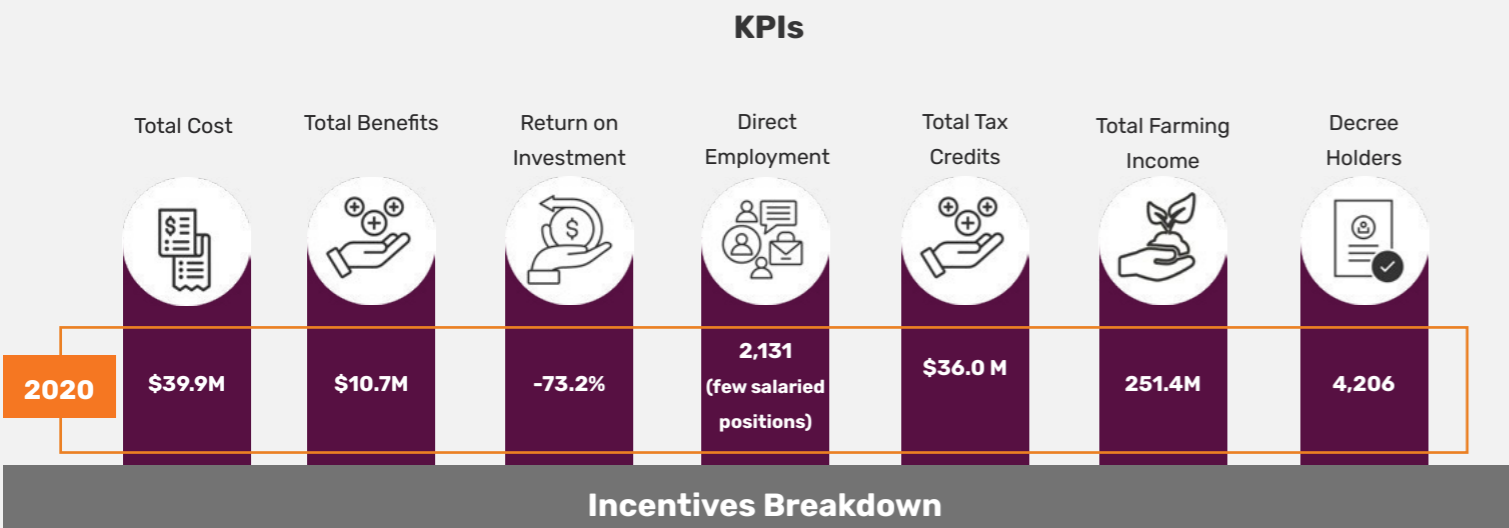 KPIs
Total Cost
Total Benefits
Return on
Investment
Direct
Employment
Total Tax
Credits
Total Farming
Income
Decree
Holders
$
$
2020
$39.9M
$10.7M
-73.2%
2,131
(few salaried
positions)
$36.0 M
251.4M
4,206
Incentives Breakdown